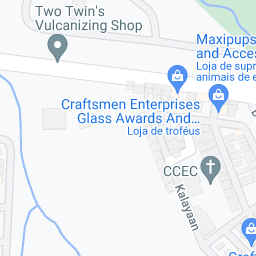 Two Twin's
Vulcanizing Shop
Maxipups
and Acces
Loja de supr
animais de e
Craftsmen Enterprises
Glass Awards And...
Loja de troféus
CCEC
Kalayaan